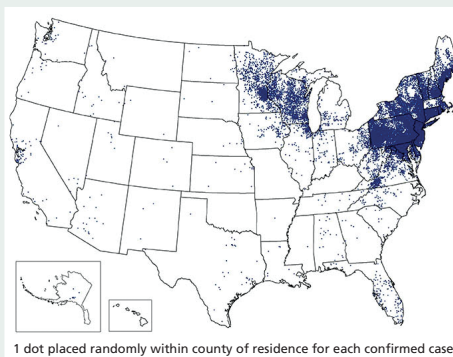 1 dot placed randomly within county of residence for each confirmed case